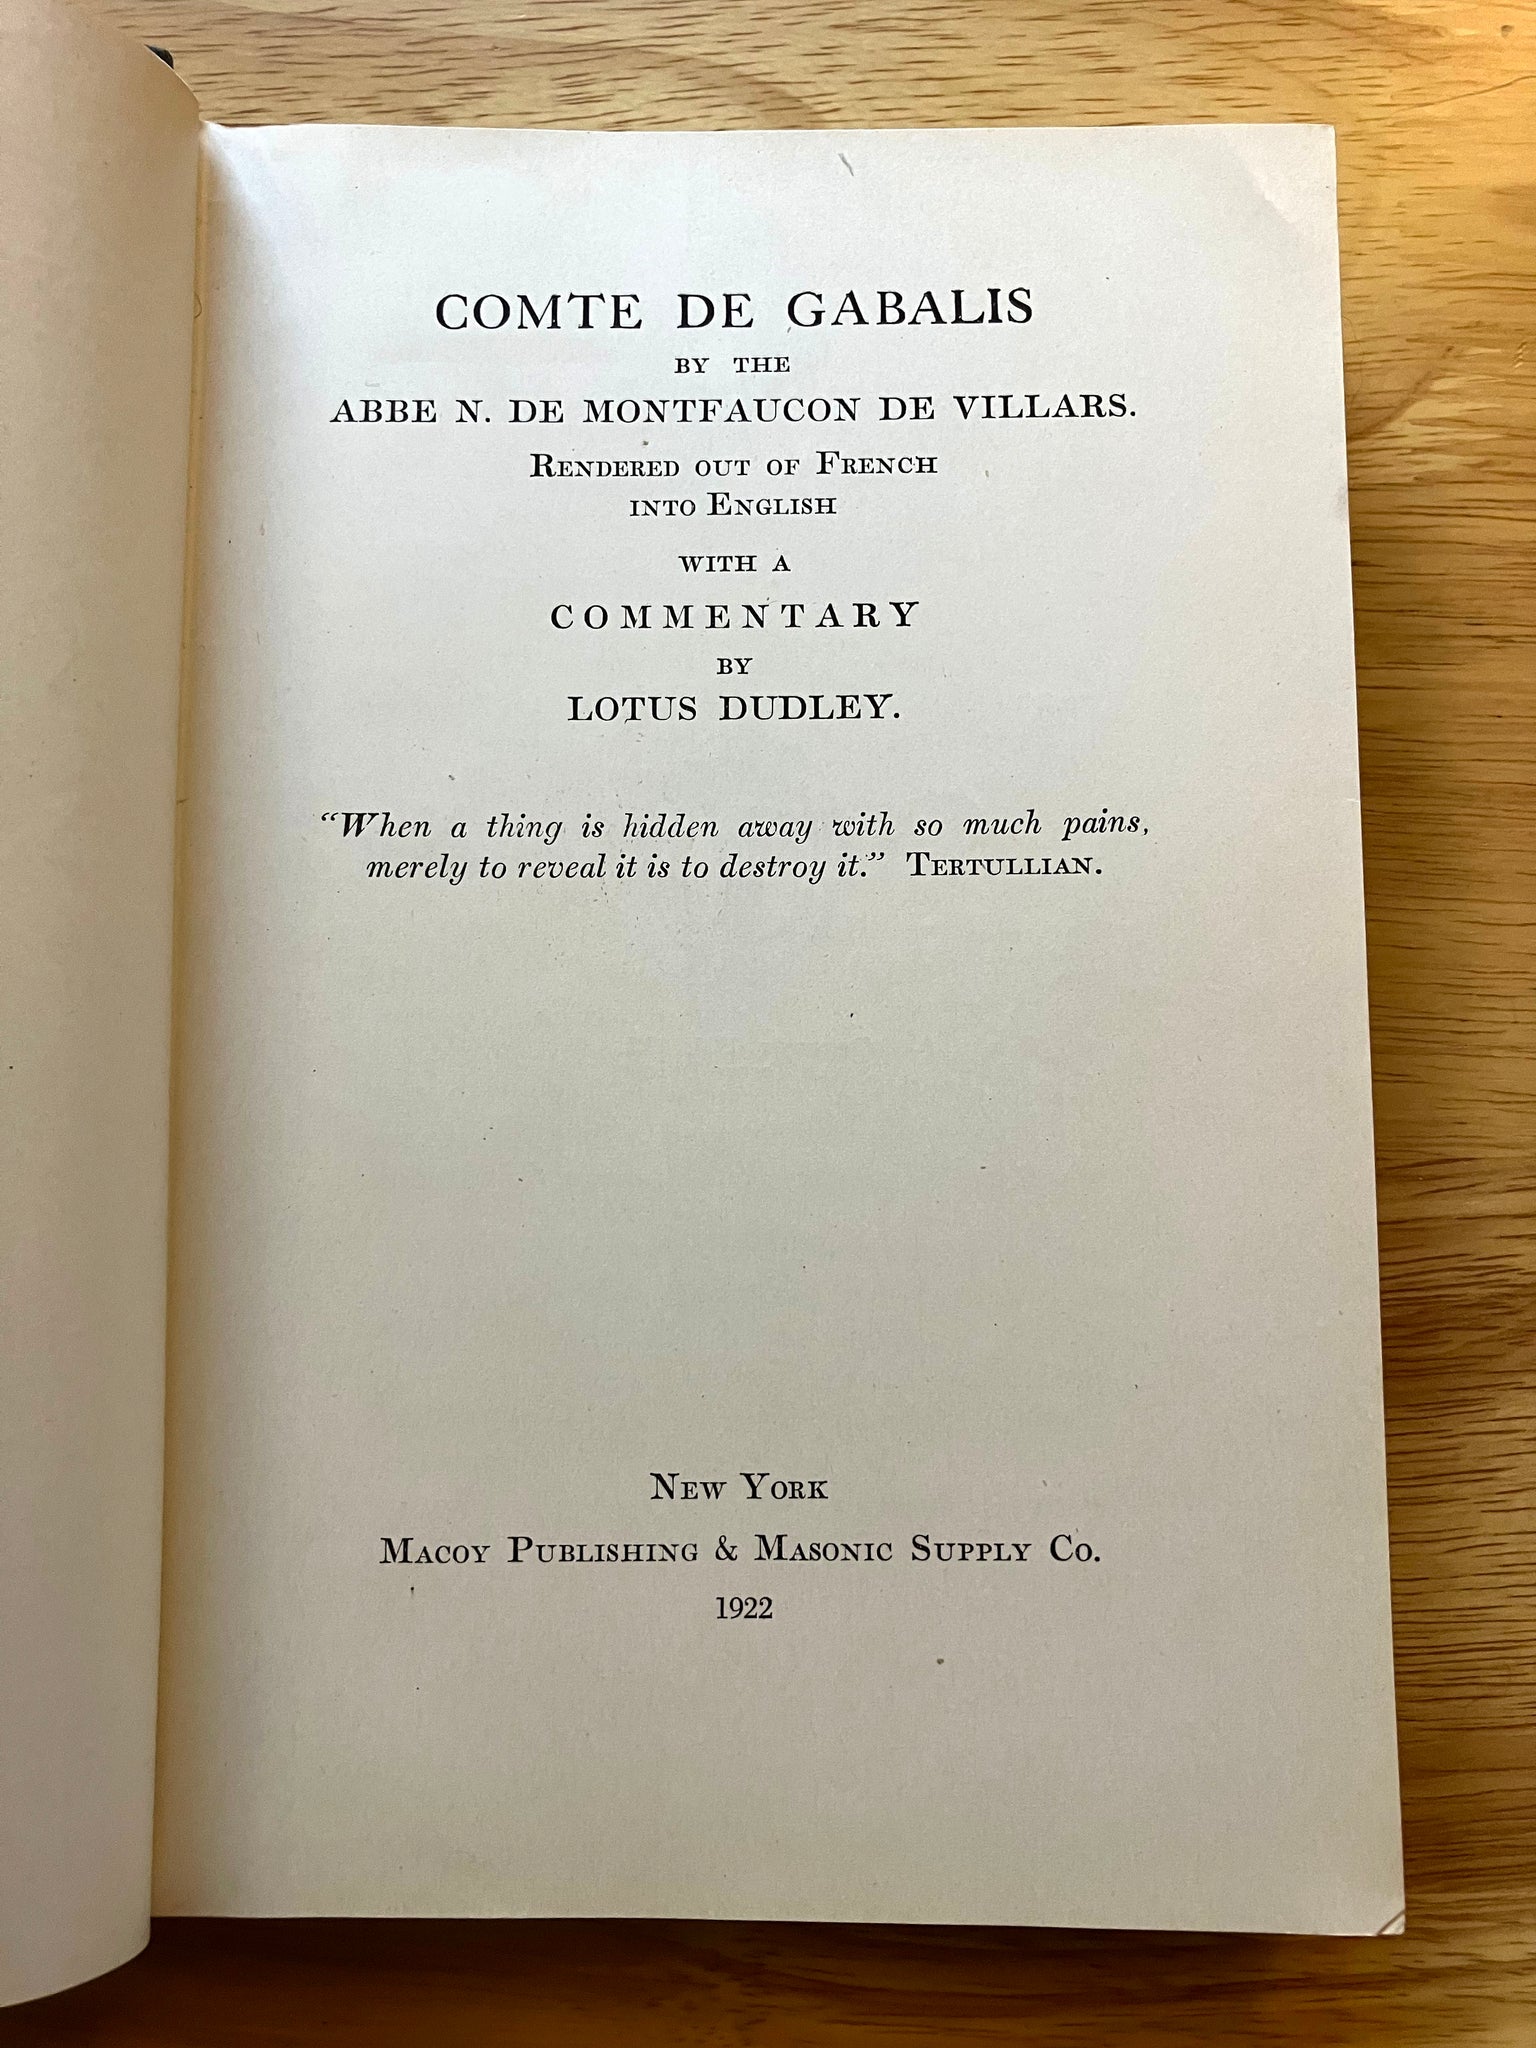 COMTE DE GABALIS
BY THE
ABBE N. DE MONTFAUCON DE VILLARS.
RENDERED OUT OF FRENCH
INTO ENGLISH
WITH A
COMMENTARY
BY
LOTUS DUDLEY.
“When a thing is hidden away with so much pains,
merely to reveal it is to destroy it.” TERTULLIAN.
NEW YORK
MACOY PUBLISHING & MASONIC SUPPLY CO.
1922